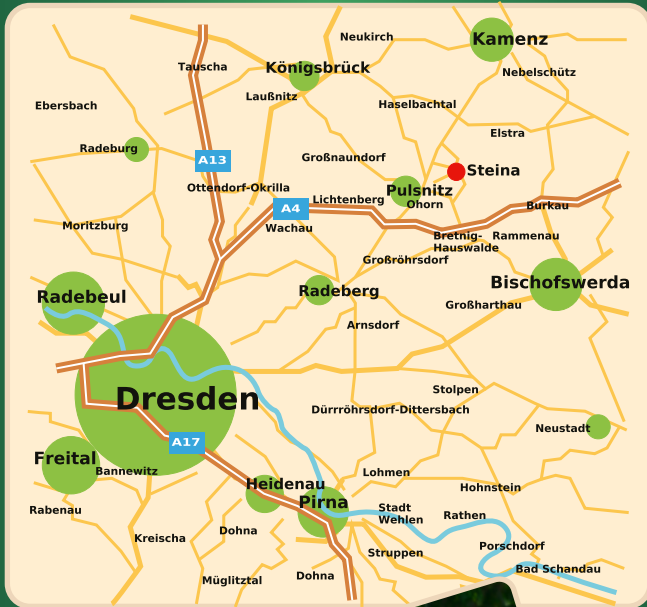 Neukirch
Kamenz
Tauscha
Königsbrück
Nebelschütz
Laußnitz
Ebersbach
Haselbachtal
Elstra
Radeburg
A13
Großnaundorf
Steina
Ottendorf-Okrilla
Pulsnitz
Lichtenberg
Ohorn
A4
Burkau
Moritzburg
Wachau
Bretnig-
Hauswalde
Rammenau
Großröhrsdorf
Bischofswerda
Radebeul
Radeberg
Großharthau
Arnsdorf
Stolpen
Dresden
Dürrröhrsdorf-Dittersbach
Neustadt
A17
Freital
Bannewitz
Lohmen
Heidenau
Hohnstein
Pirna
Rabenau
Stadt
Wehlen
Rathen
Dohna
Kreischa
Porschdorf
Struppen
Bad Schandau
Müglitztal
Dohna